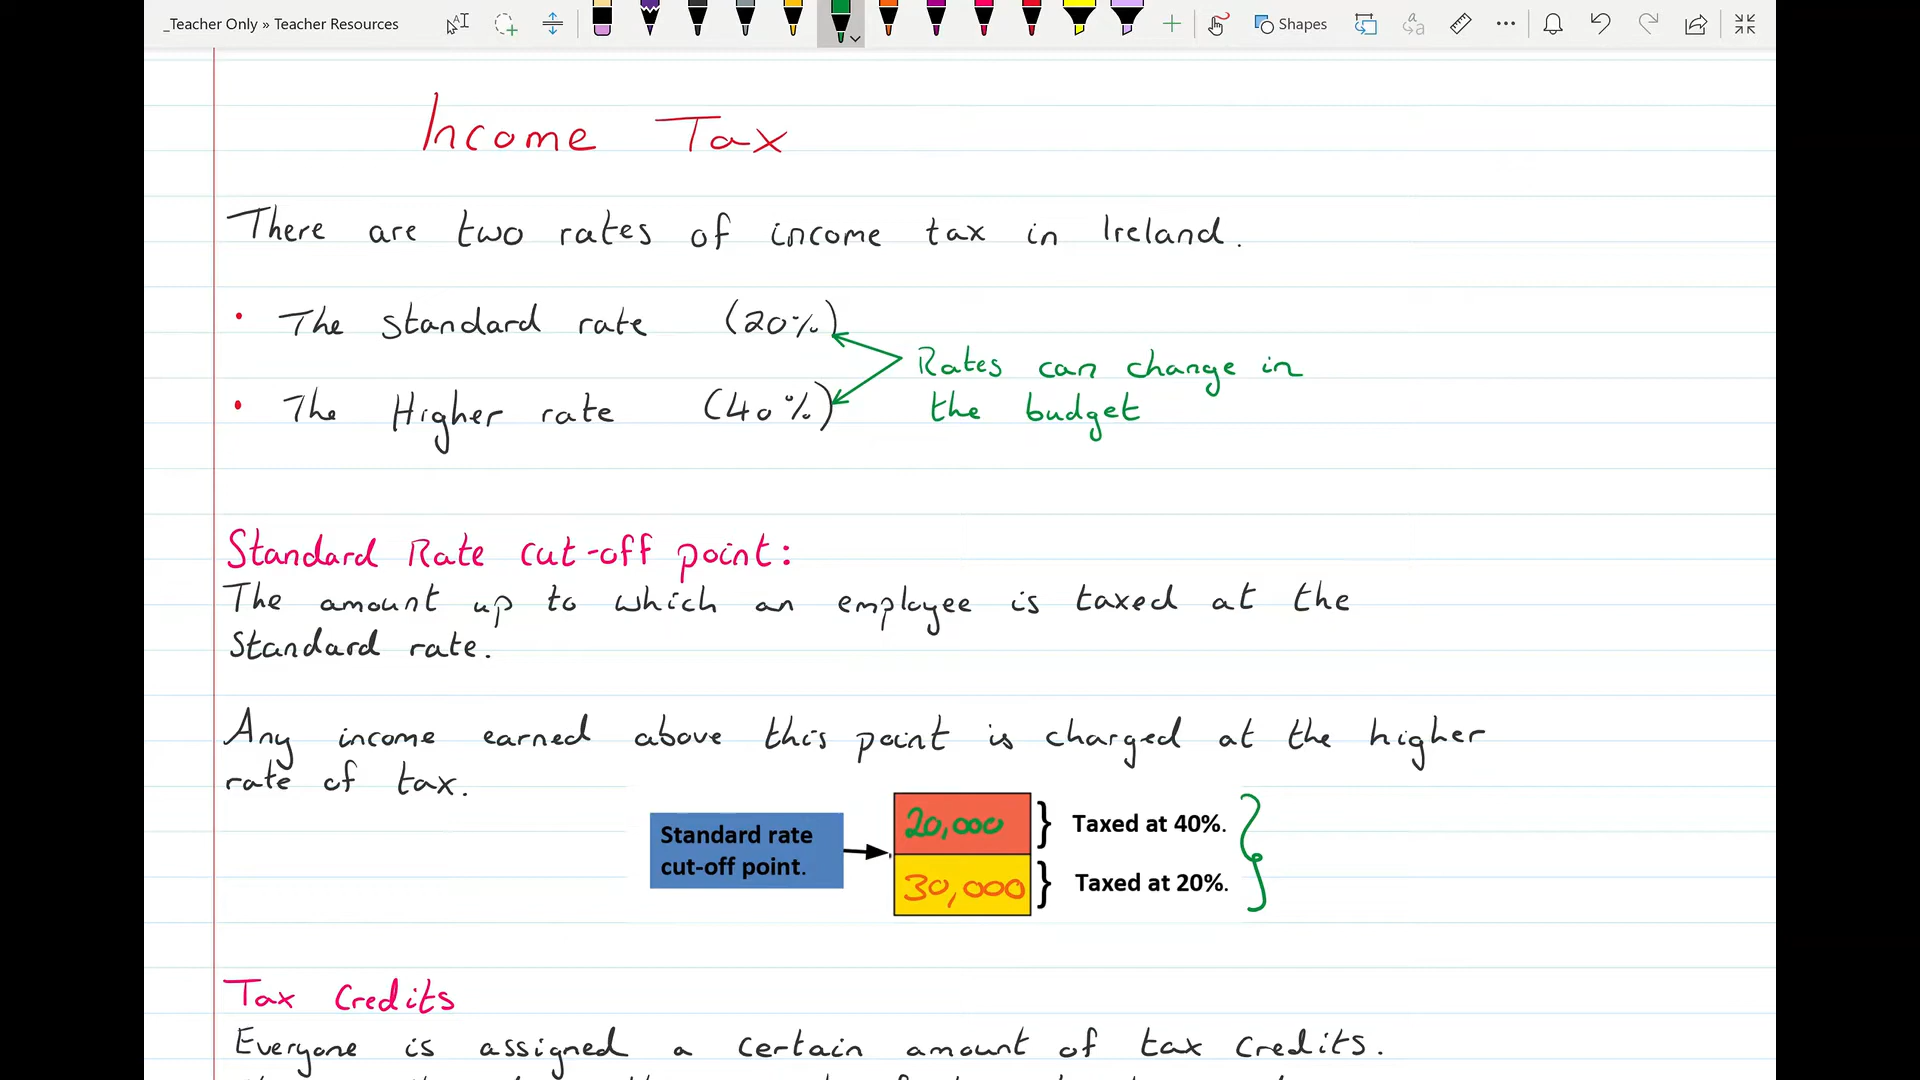 _Teacher Only » Teacher Resources
Shapes
Income Tax
There are two rates of income tax in Ireland.
• The standard rate (20%)
Rates can change in
• The Higher rate (40%)
the budget
Standard Rate cut-off point:
The amount up to which an employee is taxed at the
Standard rate.
Any income earned above this point is charged at the higher
rate of tax.
Standard rate
cut-off point.
20,000 } Taxed at 40%.
30,000 } Taxed at 20%.
Tax Credits
Everyone is assigned a certain amount of tax credits.